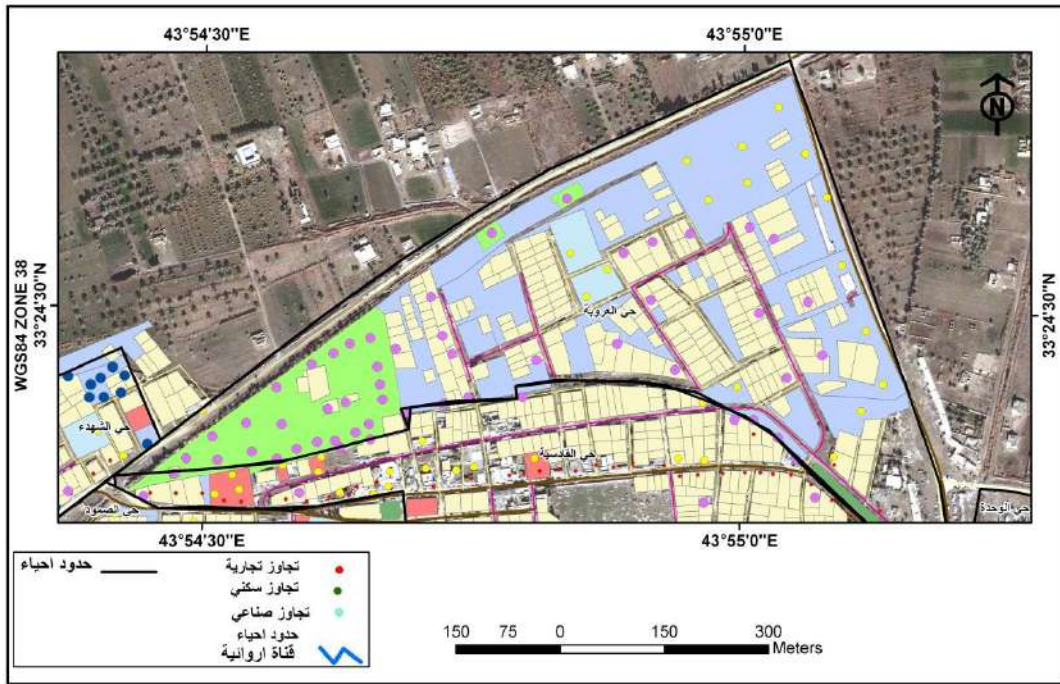 43°54'30"E
43°55'0"E
N
WGS84 ZONE 38
33°24'30"N
33°24'30"N
حي العروبة
حي الشهدء
حي القادسية
حي الصمود
حي الوحدة
43°54'30"E
43°55'0"E
حدود احياء
تجاوز تجارية
تجاوز سكني
تجاوز صناعي
حدود احياء
قناة اروائية
150 75 0 150 300
Meters